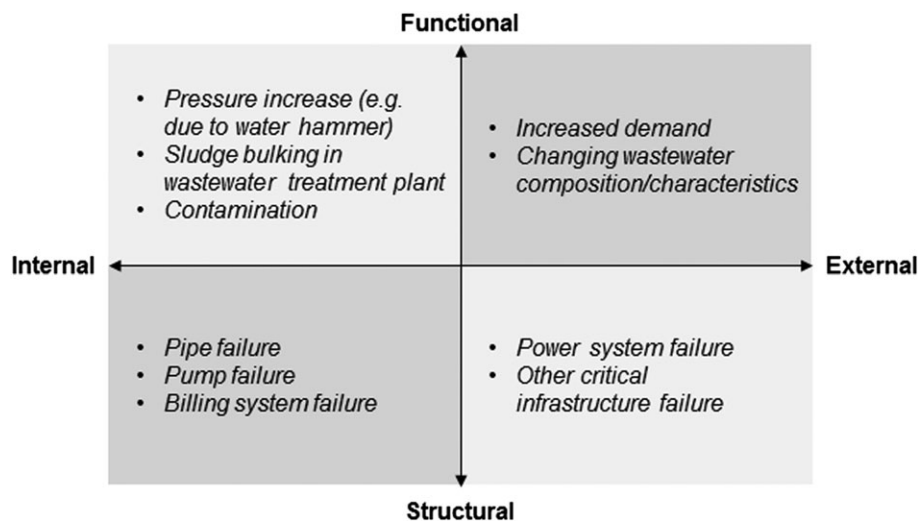 Functional
• Pressure increase (e.g.
due to water hammer)
• Sludge bulking in
wastewater treatment plant
• Contamination
• Increased demand
• Changing wastewater
composition/characteristics
Internal
External
• Pipe failure
• Pump failure
• Billing system failure
• Power system failure
• Other critical
infrastructure failure
Structural